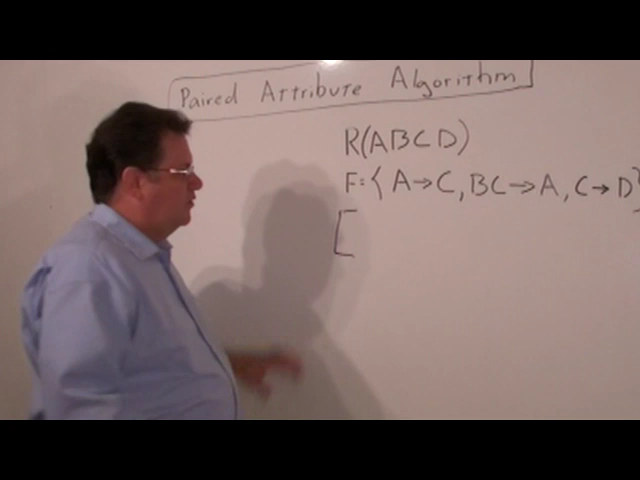 Paired Attribute Algorithm
R(ABCD)
F={ A→C, BC→A, C→D}
[